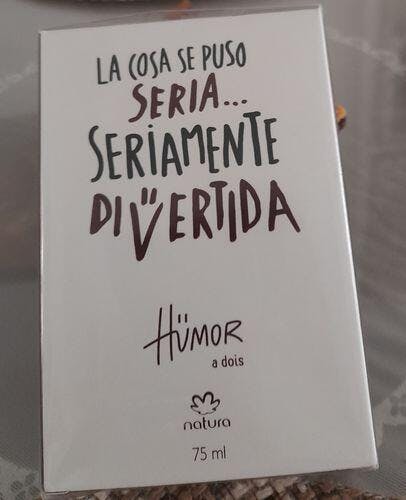 LA COSA SE PUSO
SERIA...
SERIAMENTE
DIVERTIDA
HÜMOR
a dois
natura
75 ml